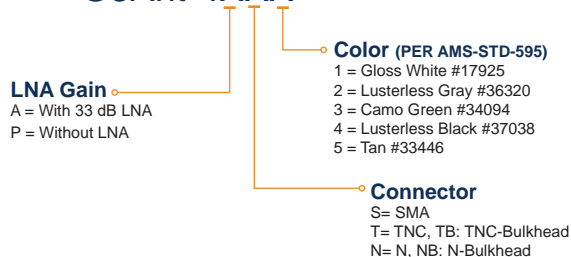 Color (PER AMS-STD-595)
1 = Gloss White #17925
2 = Lusterless Gray #36320
3 = Camo Green #34094
4 = Lusterless Black #37038
5 = Tan #33446
LNA Gain
A = With 33 dB LNA
P = Without LNA
Connector
S= SMA
T= TNC, TB: TNC-Bulkhead
N= N, NB: N-Bulkhead